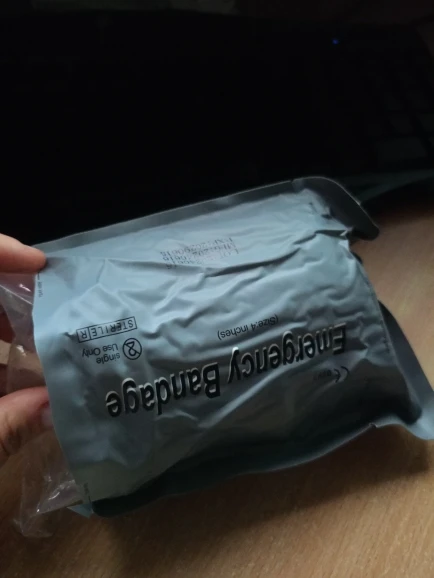 Emergency Bandage
(Size:4 inches)
single
Use Only
STERILE R